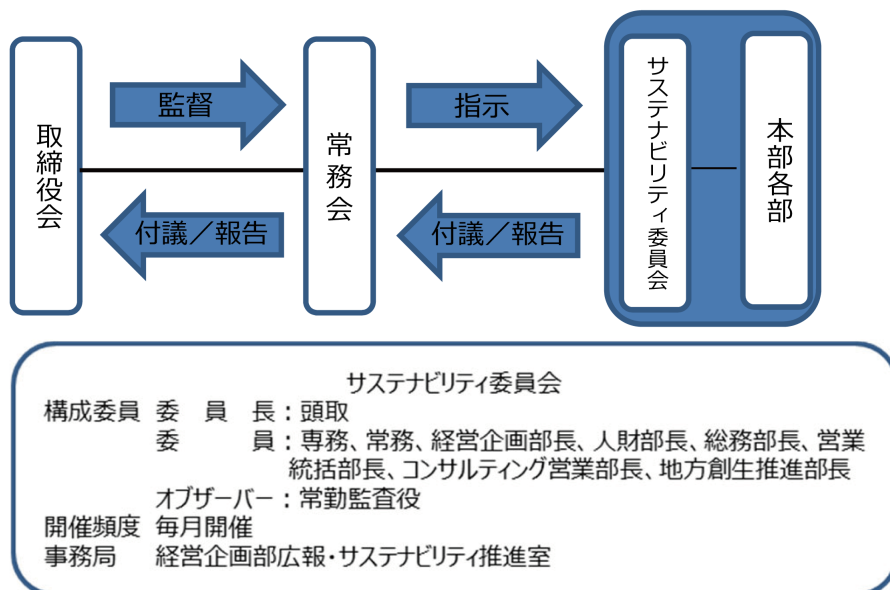 取締役会
監督
付議／報告
常務会
指示
付議／報告
サステナビリティ委員会
本部各部
サステナビリティ委員会
構成委員 委 員 長：頭取
委 員：専務、常務、経営企画部長、人財部長、総務部長、営業
統括部長、コンサルティング営業部長、地方創生推進部長
オブザーバー：常勤監査役
開催頻度 毎月開催
事務局 経営企画部広報・サステナビリティ推進室